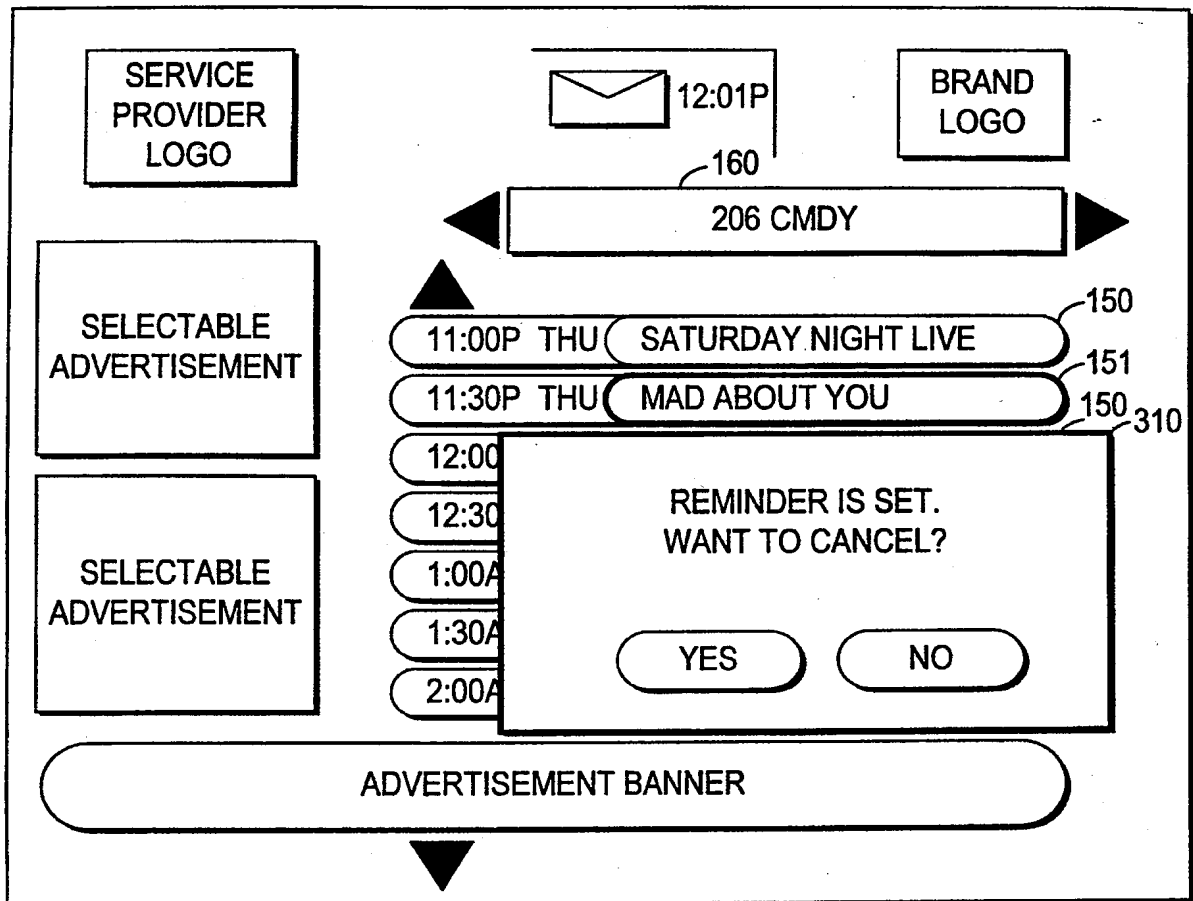 SERVICE
PROVIDER
LOGO
12:01P
BRAND
LOGO
160
206 CMDY
SELECTABLE
ADVERTISEMENT
150
11:00P THU SATURDAY NIGHT LIVE
151
11:30P THU MAD ABOUT YOU
150
310
12:00
12:30
1:00A
1:30A
2:00A
REMINDER IS SET.
WANT TO CANCEL?
YES NO
SELECTABLE
ADVERTISEMENT
ADVERTISEMENT BANNER